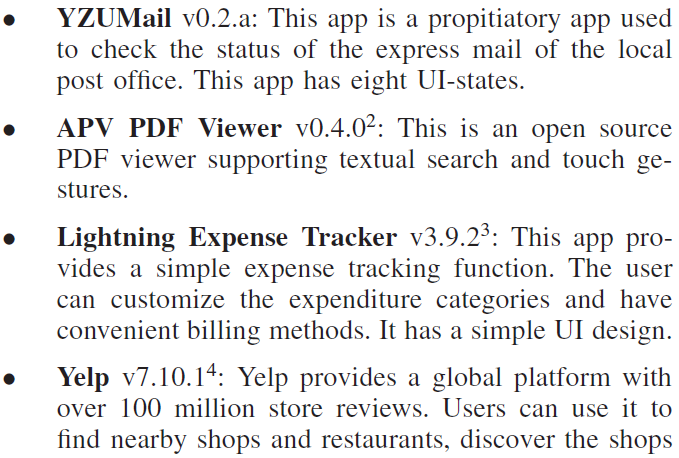 • YZUMail v0.2.a: This app is a propitiatory app used
to check the status of the express mail of the local
post office. This app has eight UI-states.
• APV PDF Viewer v0.4.0²: This is an open source
PDF viewer supporting textual search and touch ge-
stures.
• Lightning Expense Tracker v3.9.2³: This app pro-
vides a simple expense tracking function. The user
can customize the expenditure categories and have
convenient billing methods. It has a simple UI design.
• Yelp v7.10.1⁴: Yelp provides a global platform with
over 100 million store reviews. Users can use it to
find nearby shops and restaurants, discover the shops